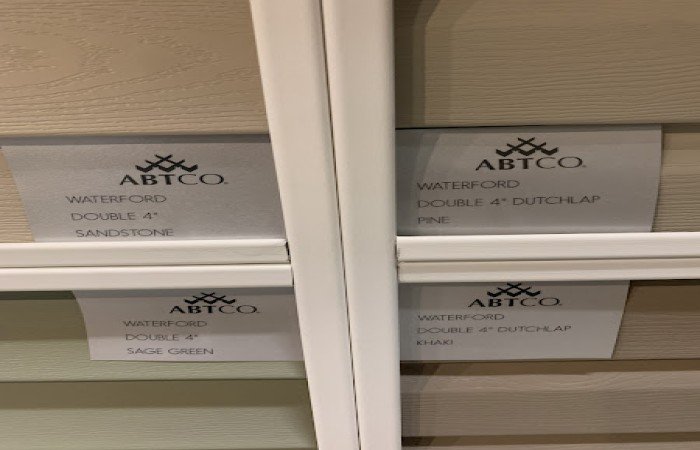 ABTCO®
WATERFORD
DOUBLE 4"
SANDSTONE
ABTCO®
WATERFORD
DOUBLE 4" DUTCHLAP
PINE
ABTCO®
WATERFORD
DOUBLE 4"
SAGE GREEN
ABTCO®
WATERFORD
DOUBLE 4" DUTCHLAP
KHAKI